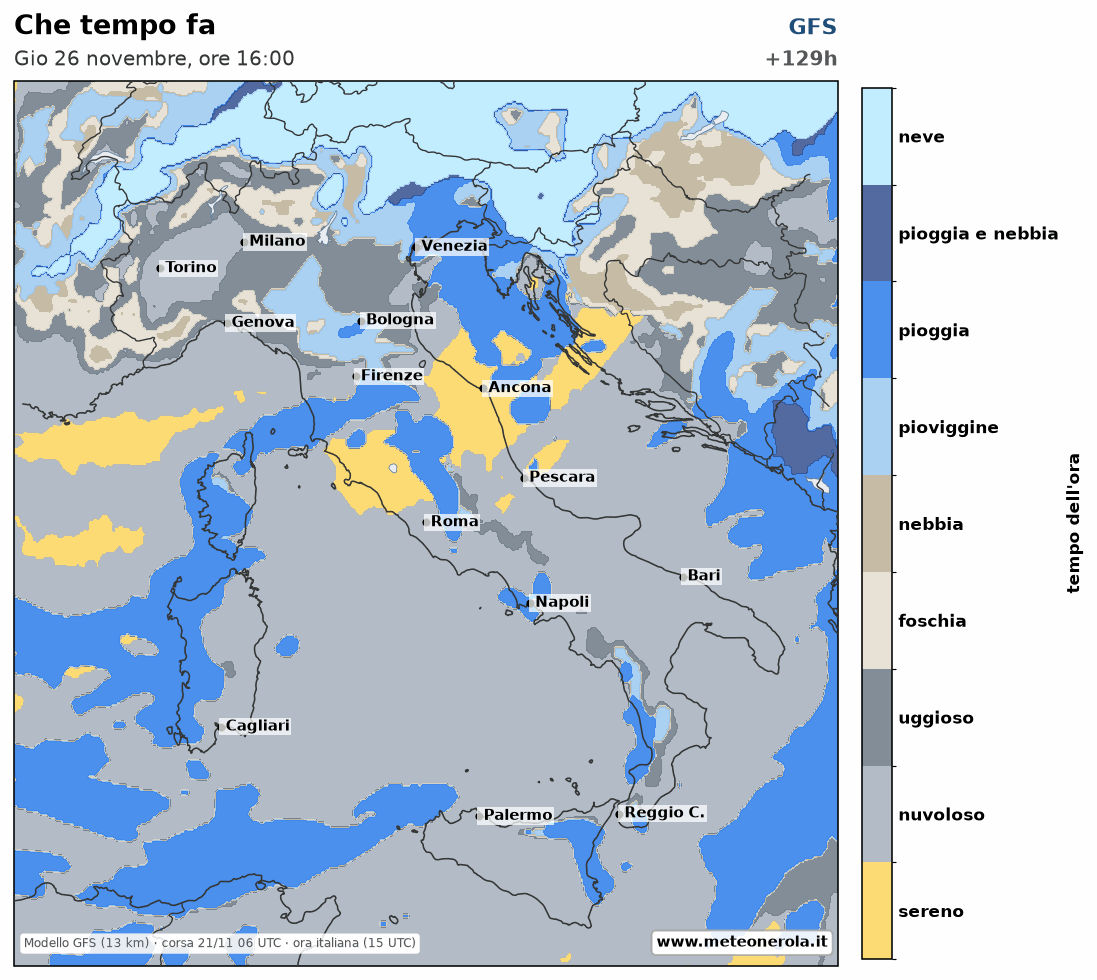 Che tempo fa
GFS
Gio 26 novembre, ore 16:00
+129h
neve
pioggia e nebbia
pioggia
pioviggine
nebbia
foschia
uggioso
nuvoloso
sereno
tempo dell'ora
Milano
Venezia
Torino
Genova
Bologna
Firenze
Ancona
Pescara
Roma
Bari
Napoli
Cagliari
Palermo
Reggio C.
Modello GFS (13 km) · corsa 21/11 06 UTC · ora italiana (15 UTC)
www.meteonerola.it